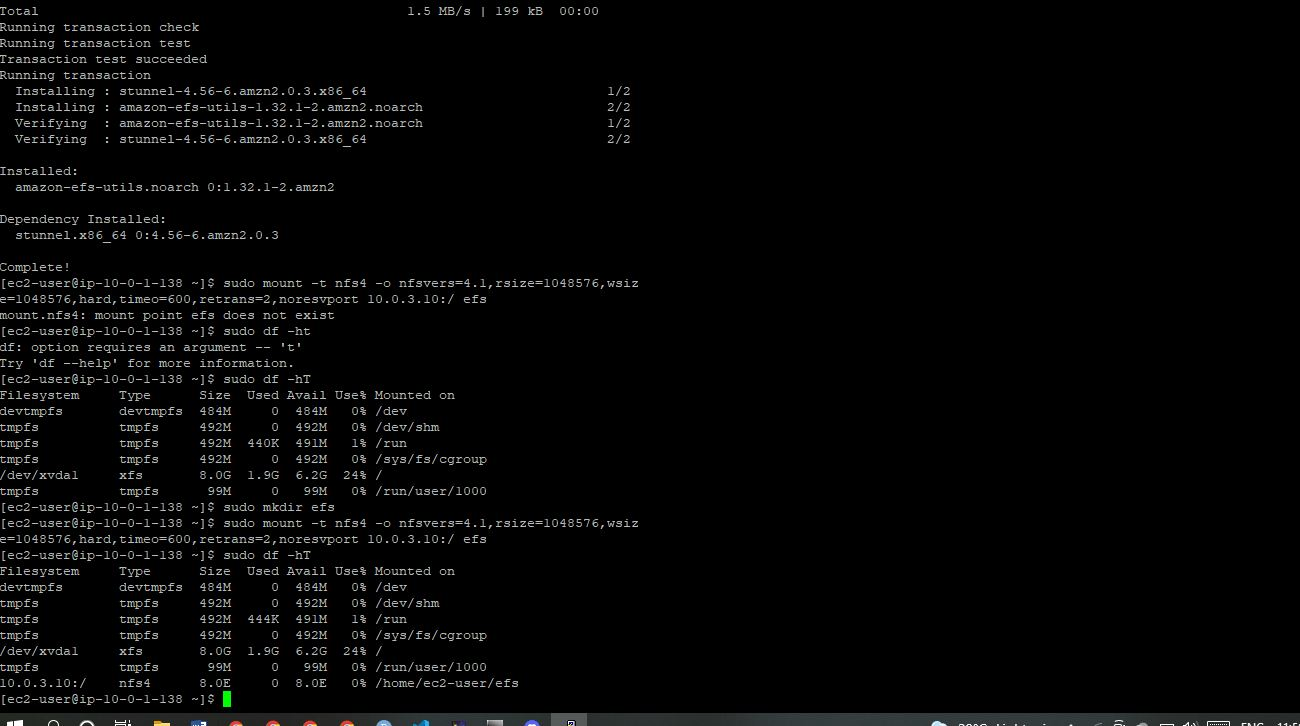 Total 1.5 MB/s | 199 kB 00:00
Running transaction check
Running transaction test
Transaction test succeeded
Running transaction
Installing : stunnel-4.56-6.amzn2.0.3.x86_64 1/2
Installing : amazon-efs-utils-1.32.1-2.amzn2.noarch 2/2
Verifying : amazon-efs-utils-1.32.1-2.amzn2.noarch 1/2
Verifying : stunnel-4.56-6.amzn2.0.3.x86_64 2/2
Installed:
amazon-efs-utils.noarch 0:1.32.1-2.amzn2
Dependency Installed:
stunnel.x86_64 0:4.56-6.amzn2.0.3
Complete!
[ec2-user@ip-10-0-1-138 ~]$ sudo mount -t nfs4 -o nfsvers=4.1,rsize=1048576,wsiz
e=1048576,hard,timeo=600,retrans=2,noresvport 10.0.3.10:/ efs
mount.nfs4: mount point efs does not exist
[ec2-user@ip-10-0-1-138 ~]$ sudo df -ht
df: option requires an argument -- 't'
Try 'df --help' for more information.
[ec2-user@ip-10-0-1-138 ~]$ sudo df -hT
Filesystem Type Size Used Avail Use% Mounted on
devtmpfs devtmpfs 484M 0 484M 0% /dev
tmpfs tmpfs 492M 0 492M 0% /dev/shm
tmpfs tmpfs 492M 440K 491M 1% /run
tmpfs tmpfs 492M 0 492M 0% /sys/fs/cgroup
/dev/xvda1 xfs 8.0G 1.9G 6.2G 24% /
tmpfs tmpfs 99M 0 99M 0% /run/user/1000
[ec2-user@ip-10-0-1-138 ~]$ sudo mkdir efs
[ec2-user@ip-10-0-1-138 ~]$ sudo mount -t nfs4 -o nfsvers=4.1,rsize=1048576,wsiz
e=1048576,hard,timeo=600,retrans=2,noresvport 10.0.3.10:/ efs
[ec2-user@ip-10-0-1-138 ~]$ sudo df -hT
Filesystem Type Size Used Avail Use% Mounted on
devtmpfs devtmpfs 484M 0 484M 0% /dev
tmpfs tmpfs 492M 0 492M 0% /dev/shm
tmpfs tmpfs 492M 444K 491M 1% /run
tmpfs tmpfs 492M 0 492M 0% /sys/fs/cgroup
/dev/xvda1 xfs 8.0G 1.9G 6.2G 24% /
tmpfs tmpfs 99M 0 99M 0% /run/user/1000
10.0.3.10:/ nfs4 8.0E 0 8.0E 0% /home/ec2-user/efs
[ec2-user@ip-10-0-1-138 ~]$